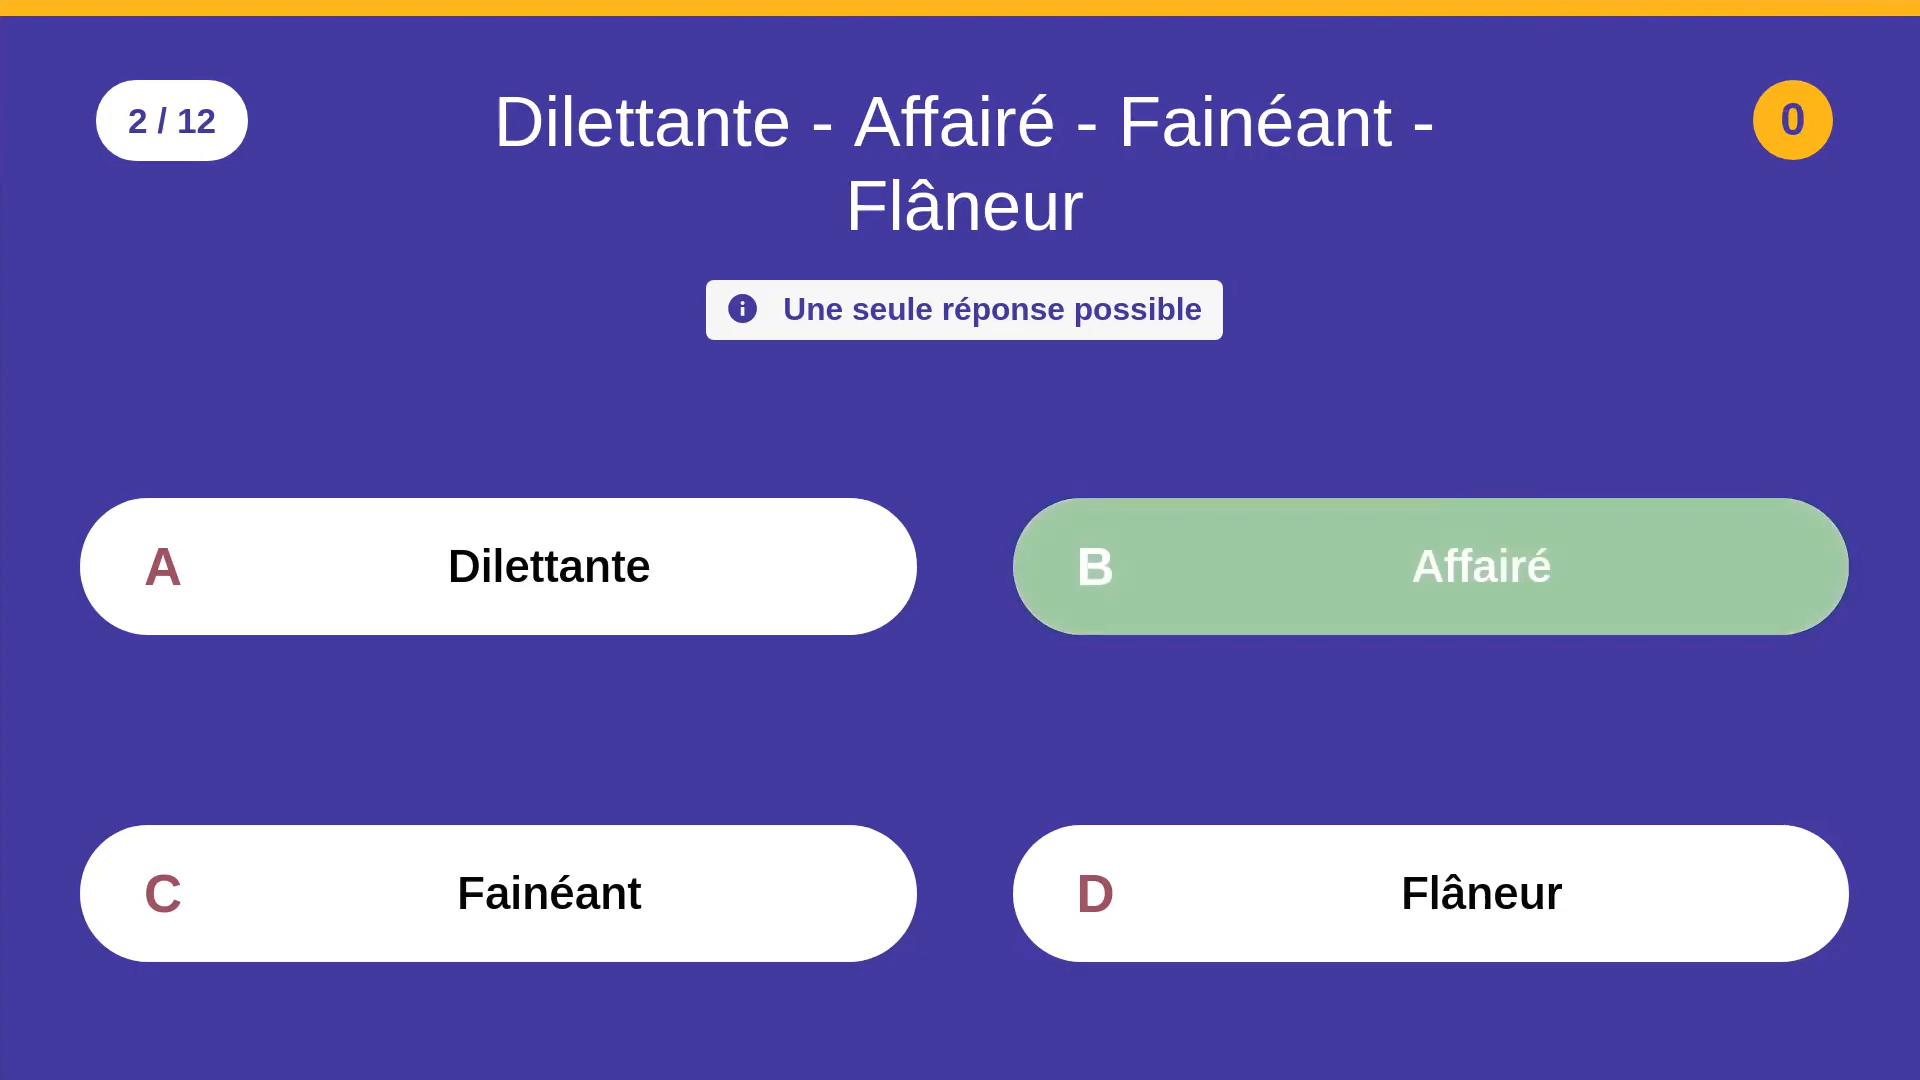 2 / 12
Dilettante - Affairé - Fainéant -
Flâneur
0
Une seule réponse possible
A Dilettante
B Affairé
C Fainéant
D Flâneur